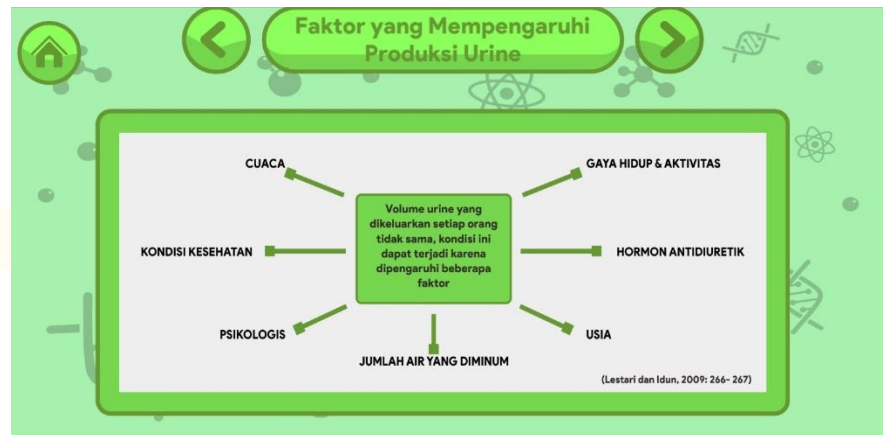 Faktor yang Mempengaruhi
Produksi Urine
CUACA
GAYA HIDUP & AKTIVITAS
Volume urine yang
dikeluarkan setiap orang
tidak sama, kondisi ini
dapat terjadi karena
dipengaruhi beberapa
faktor
KONDISI KESEHATAN
HORMON ANTIDIURETIK
PSIKOLOGIS
USIA
JUMLAH AIR YANG DIMINUM
(Lestari dan Idun, 2009: 266- 267)